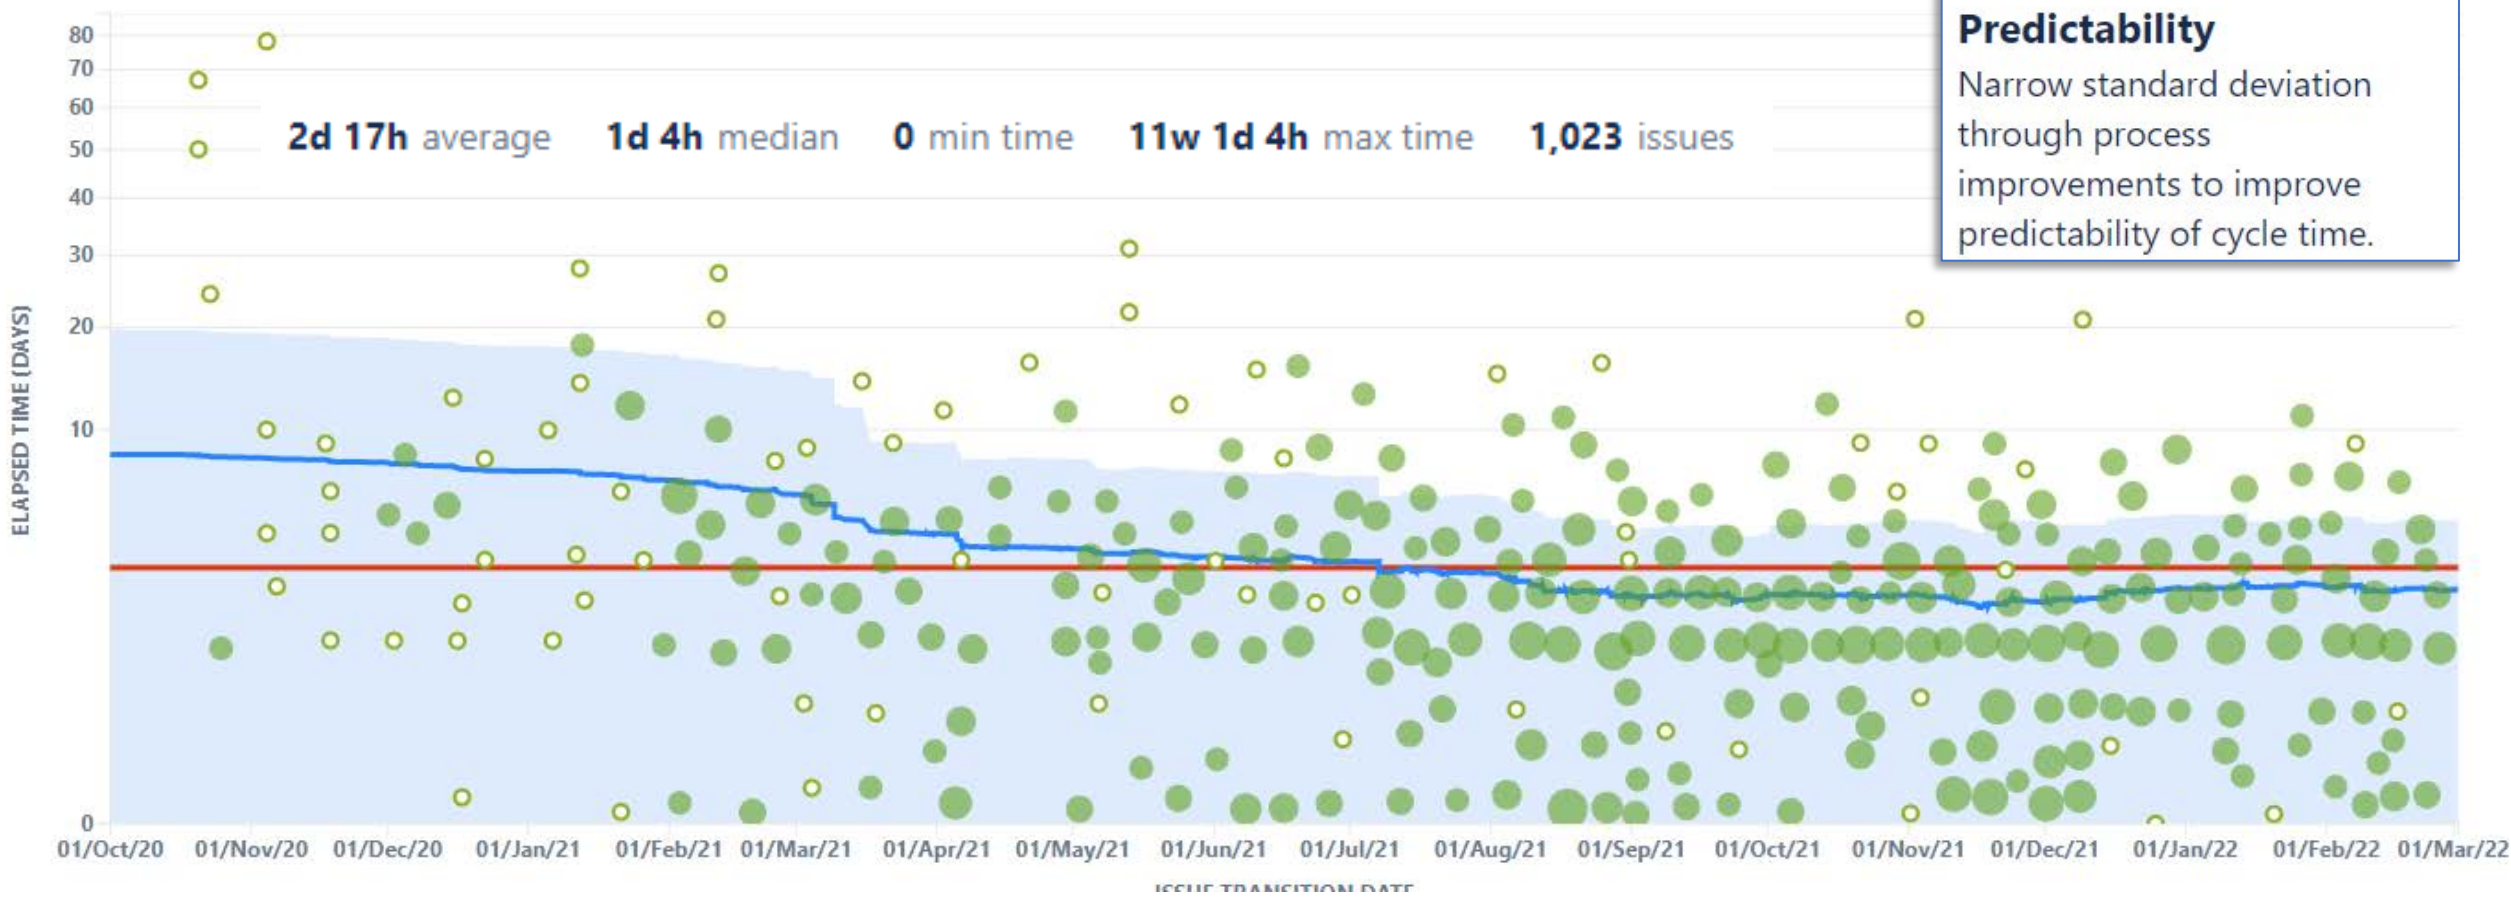 Predictability
Narrow standard deviation
through process
improvements to improve
predictability of cycle time.
2d 17h average 1d 4h median 0 min time 11w 1d 4h max time 1,023 issues
ELAPSED TIME (DAYS)
80
70
60
50
40
30
20
10
0
01/Oct/20 01/Nov/20 01/Dec/20 01/Jan/21 01/Feb/21 01/Mar/21 01/Apr/21 01/May/21 01/Jun/21 01/Jul/21 01/Aug/21 01/Sep/21 01/Oct/21 01/Nov/21 01/Dec/21 01/Jan/22 01/Feb/22 01/Mar/22
ISSUE TRANSITION DATE